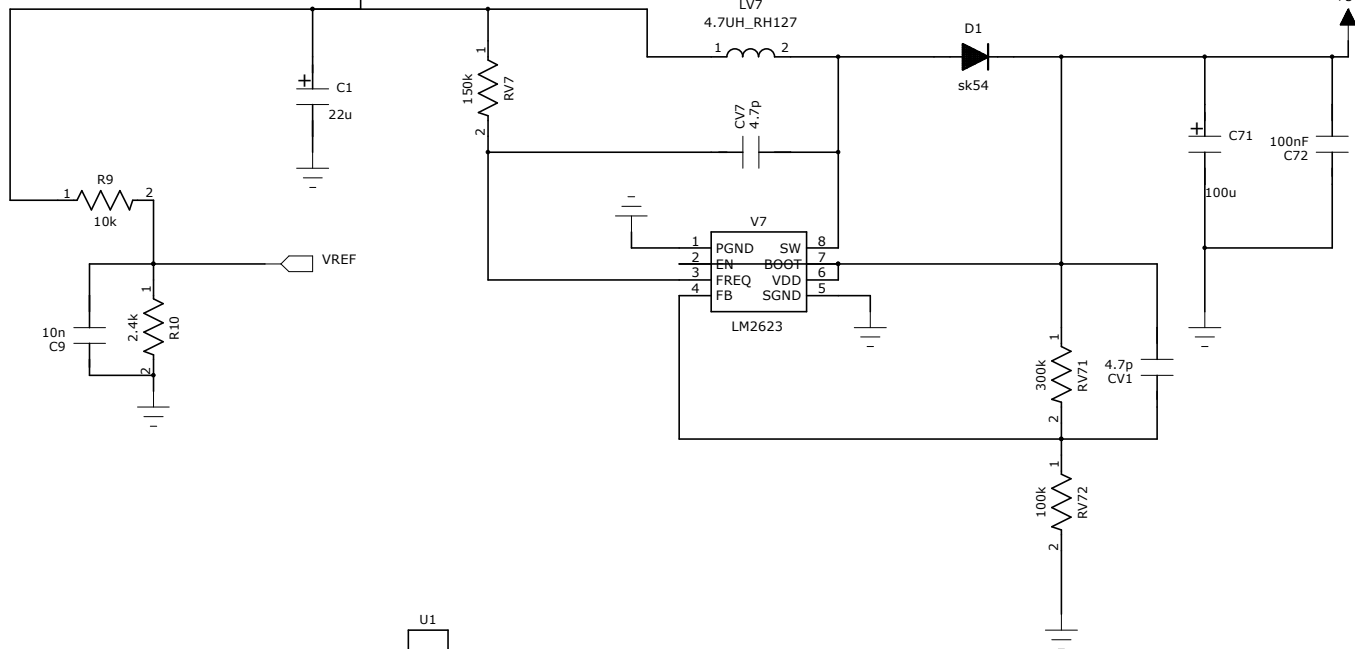 LV7
4.7UH_RH127
1
2
D1
sk54
1
150k
RV7
2
C1
22u
CV7
4.7p
C71
100u
100nF
C72
R9
1
2
10k
VREF
V7
1
PGND
SW
8
2
EN
BOOT
7
3
FREQ
VDD
6
4
FB
SGND
5
LM2623
1
2.4k
R10
2
10n
C9
1
300k
RV71
2
4.7p
CV1
1
100k
RV72
2
U1